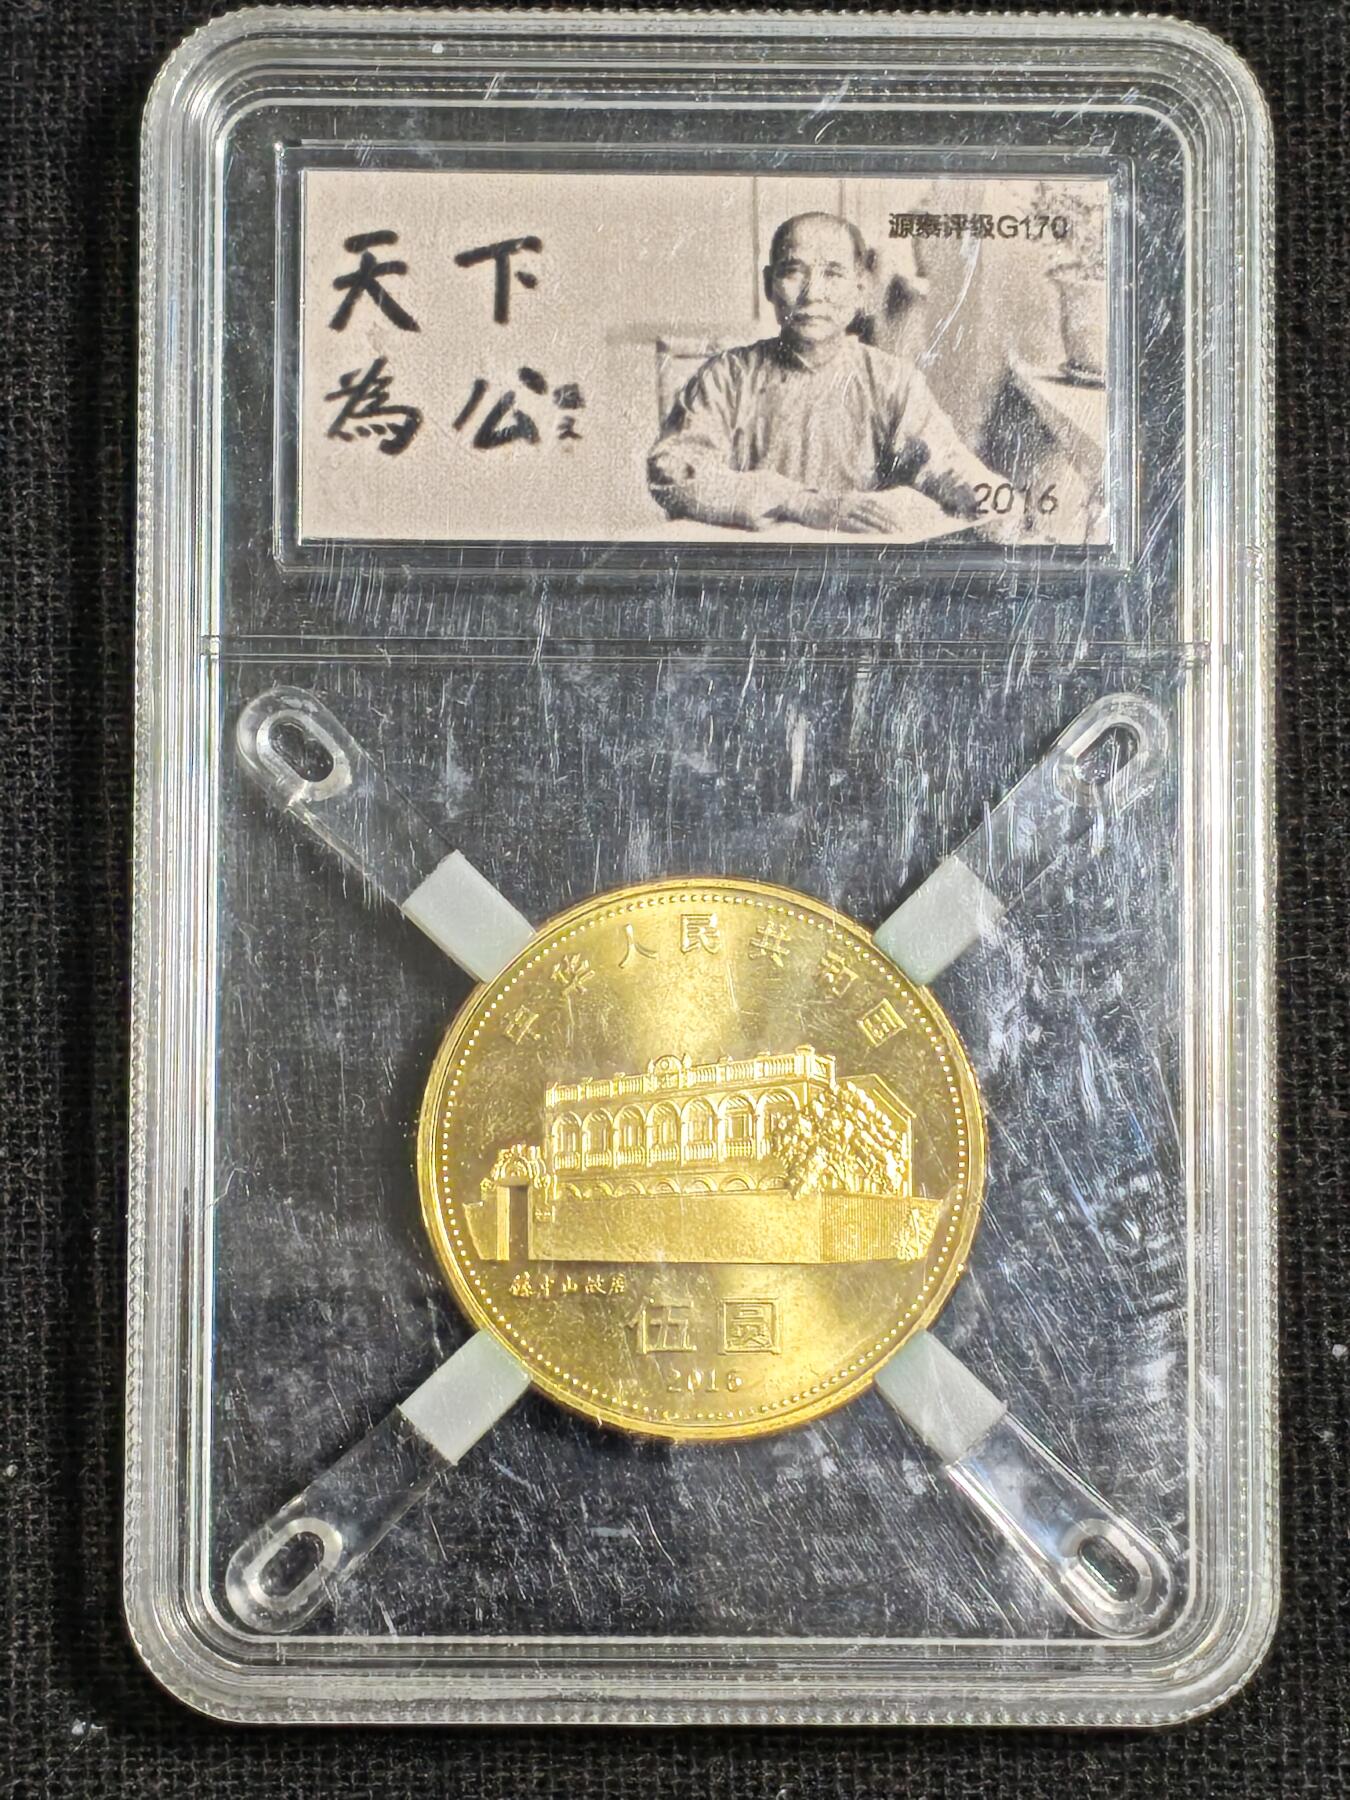 源泰评级G170
天下
為公
孫文
2016
中华人民共和国
孫中山故居
伍圆
2016